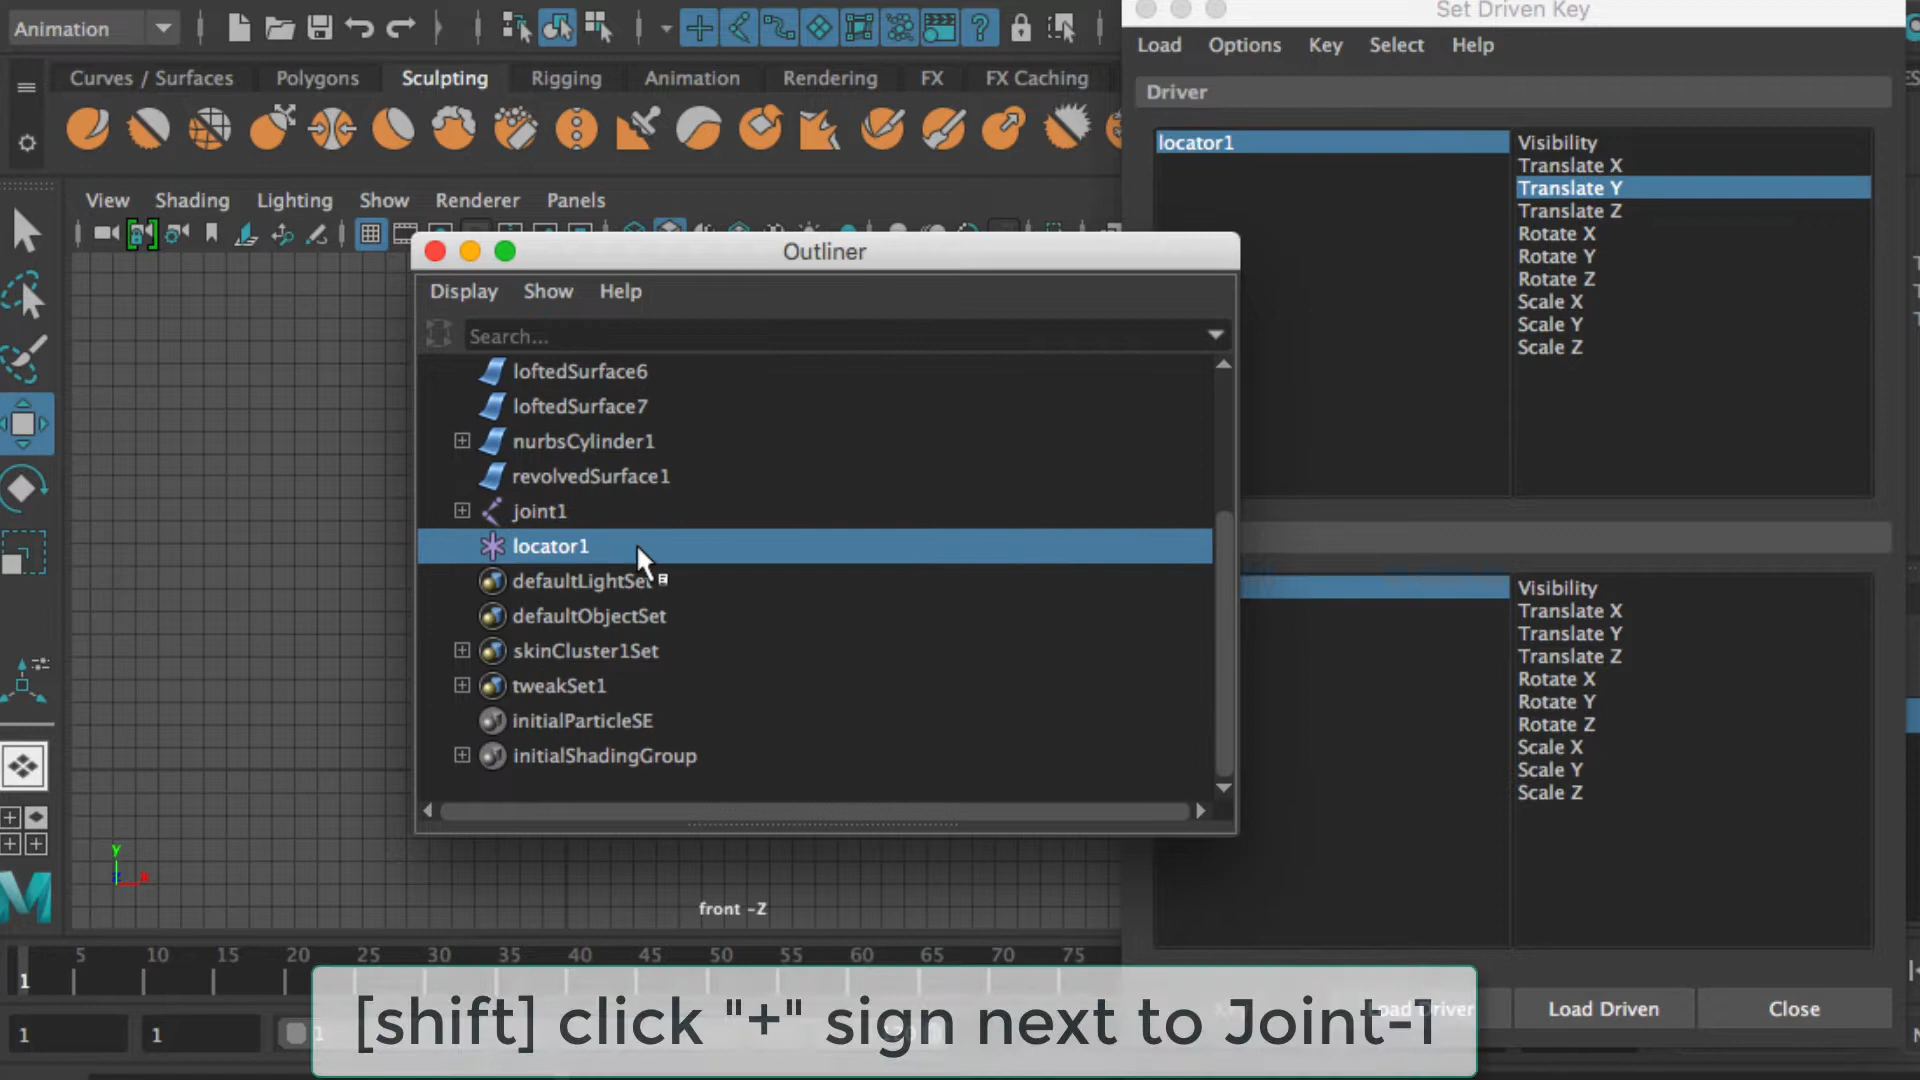 Animation
Set Driven Key
Load Options Key Select Help
Curves / Surfaces Polygons Sculpting Rigging Animation Rendering FX FX Caching
Driver
locator1
Visibility
Translate X
Translate Y
Translate Z
Rotate X
Rotate Y
Rotate Z
Scale X
Scale Y
Scale Z
View Shading Lighting Show Renderer Panels
Outliner
Display Show Help
Search...
loftedSurface6
loftedSurface7
nurbsCylinder1
revolvedSurface1
joint1
locator1
defaultLightSet
defaultObjectSet
skinCluster1Set
tweakSet1
initialParticleSE
initialShadingGroup
Visibility
Translate X
Translate Y
Translate Z
Rotate X
Rotate Y
Rotate Z
Scale X
Scale Y
Scale Z
y
front -Z
5 10 15 20 25 30 35 40 45 50 55 60 65 70 75
1
Load Driven Close
1 1
[shift] click "+" sign next to Joint-1